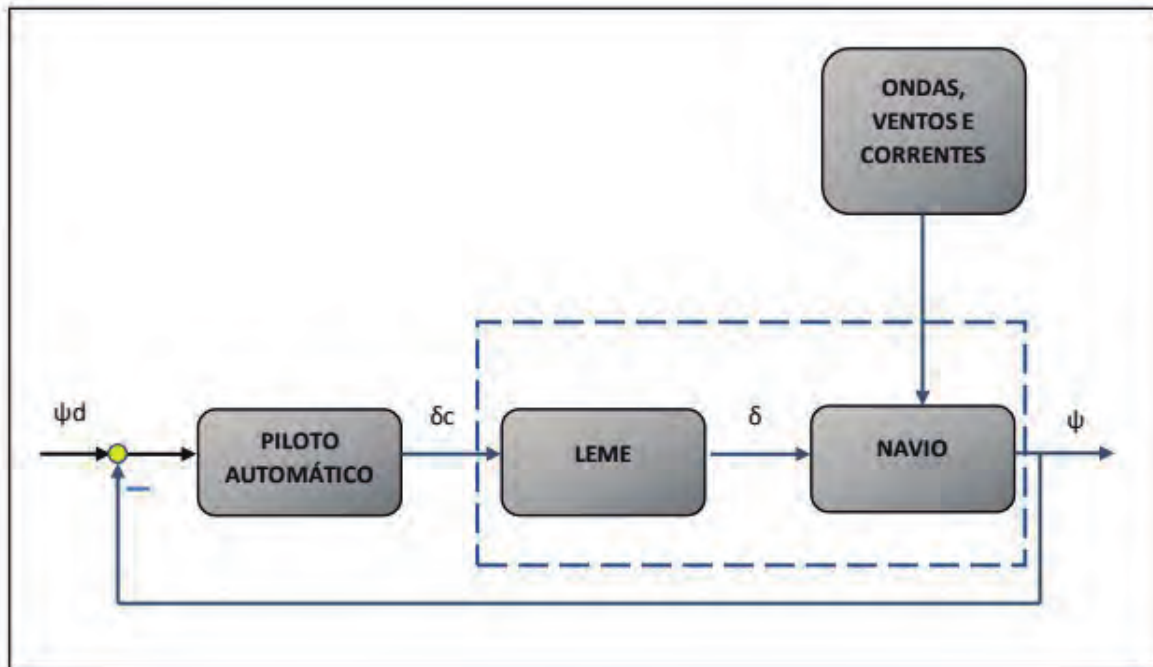 ONDAS,
VENTOS E
CORRENTES
ψd
PILOTO
AUTOMÁTICO
δc
LEME
δ
NAVIO
ψ